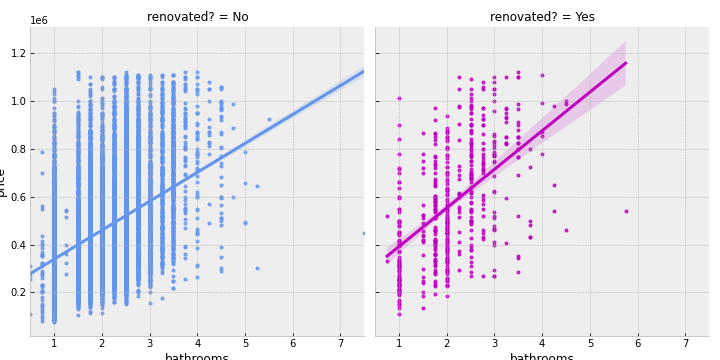 renovated? = No
renovated? = Yes
1e6
1.2
1.0
0.8
0.6
0.4
0.2
price
1 2 3 4 5 6 7
1 2 3 4 5 6 7
bathrooms
bathrooms